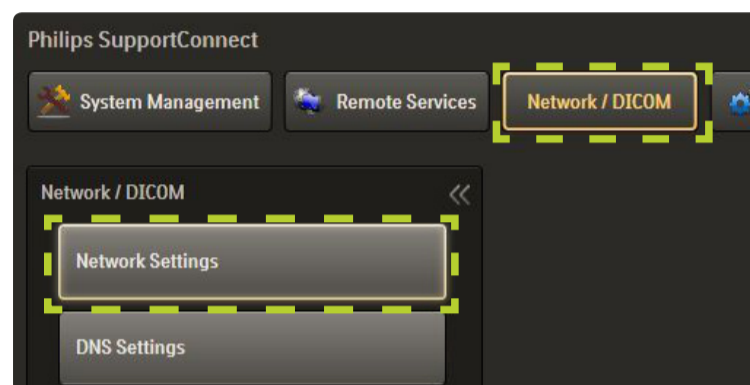 Philips SupportConnect
System Management
Remote Services
Network / DICOM
Network / DICOM
Network Settings
DNS Settings